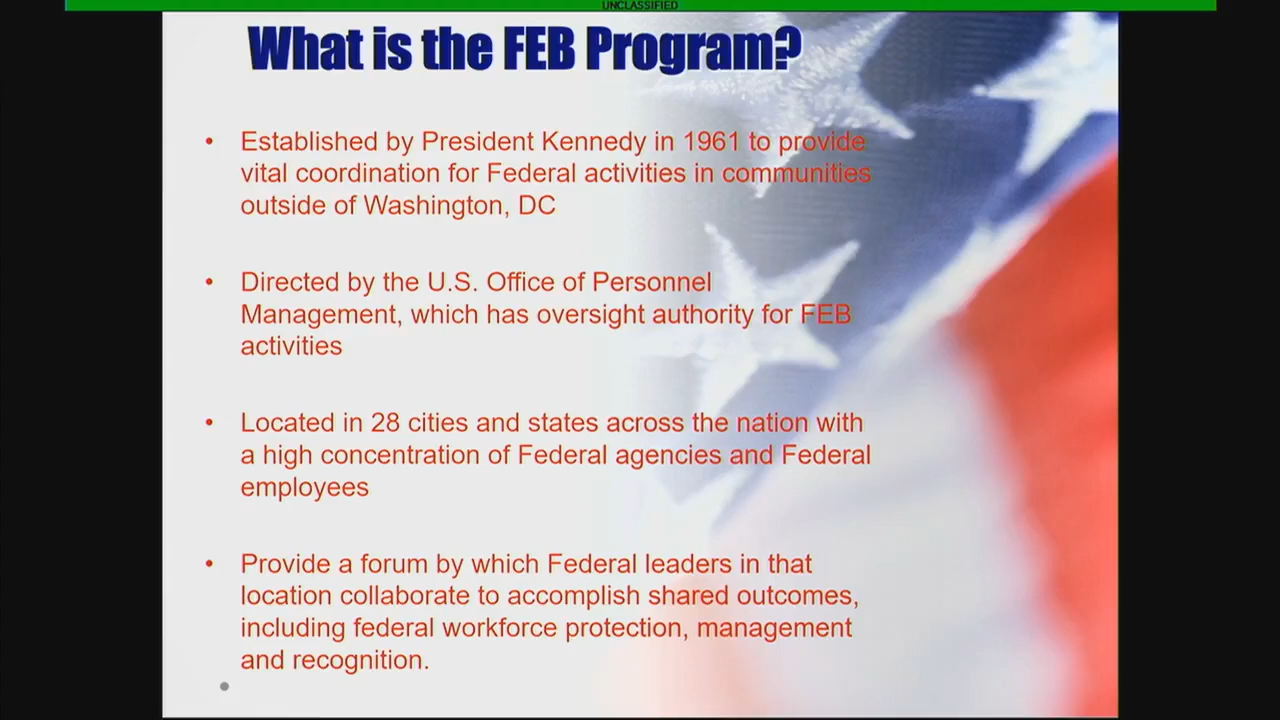 UNCLASSIFIED
What is the FEB Program?
• Established by President Kennedy in 1961 to provide
vital coordination for Federal activities in communities
outside of Washington, DC
• Directed by the U.S. Office of Personnel
Management, which has oversight authority for FEB
activities
• Located in 28 cities and states across the nation with
a high concentration of Federal agencies and Federal
employees
• Provide a forum by which Federal leaders in that
location collaborate to accomplish shared outcomes,
including federal workforce protection, management
and recognition.
•